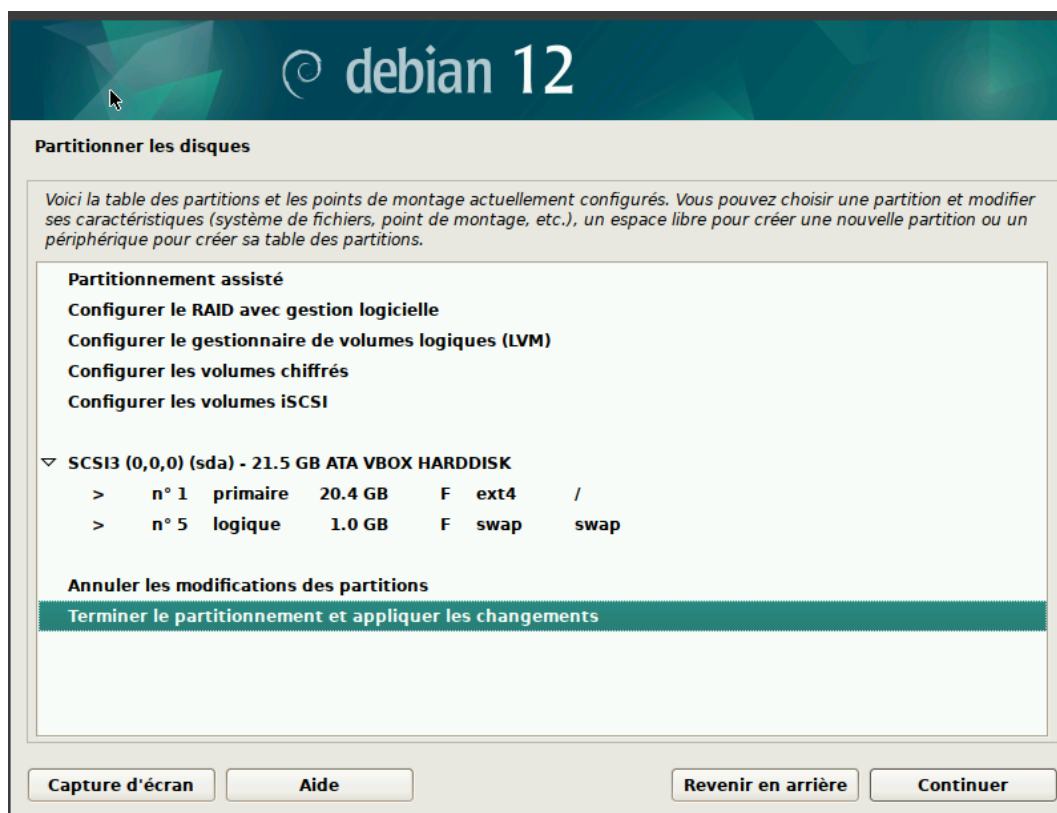 debian 12
Partitionner les disques
Voici la table des partitions et les points de montage actuellement configurés. Vous pouvez choisir une partition et modifier
ses caractéristiques (système de fichiers, point de montage, etc.), un espace libre pour créer une nouvelle partition ou un
périphérique pour créer sa table des partitions.
Partitionnement assisté
Configurer le RAID avec gestion logicielle
Configurer le gestionnaire de volumes logiques (LVM)
Configurer les volumes chiffrés
Configurer les volumes iSCSI
SCSI3 (0,0,0) (sda) - 21.5 GB ATA VBOX HARDDISK
> n° 1 primaire 20.4 GB F ext4 /
> n° 5 logique 1.0 GB F swap swap
Annuler les modifications des partitions
Terminer le partitionnement et appliquer les changements
Capture d'écran Aide Revenir en arrière Continuer